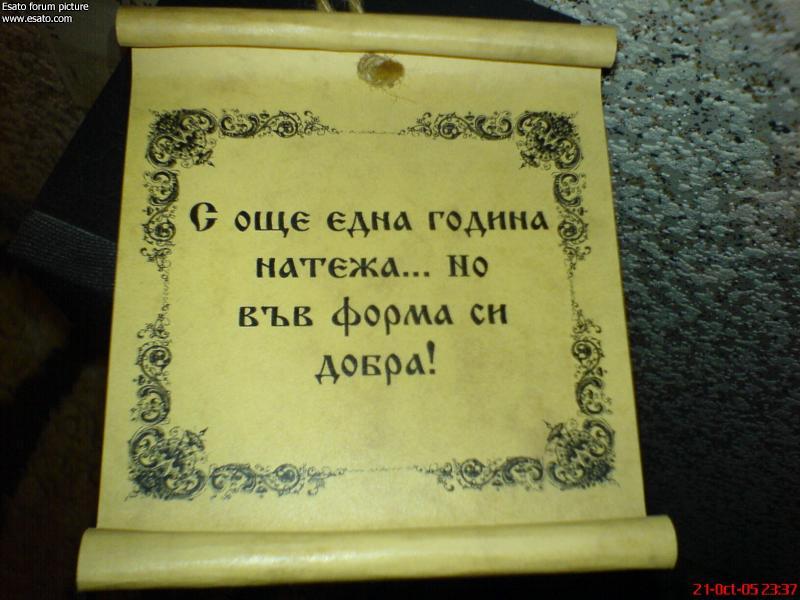 Esato forum picture
www.esato.com
С още една година
натежа... но
във форма си
добра!
21-Oct-05 23:37